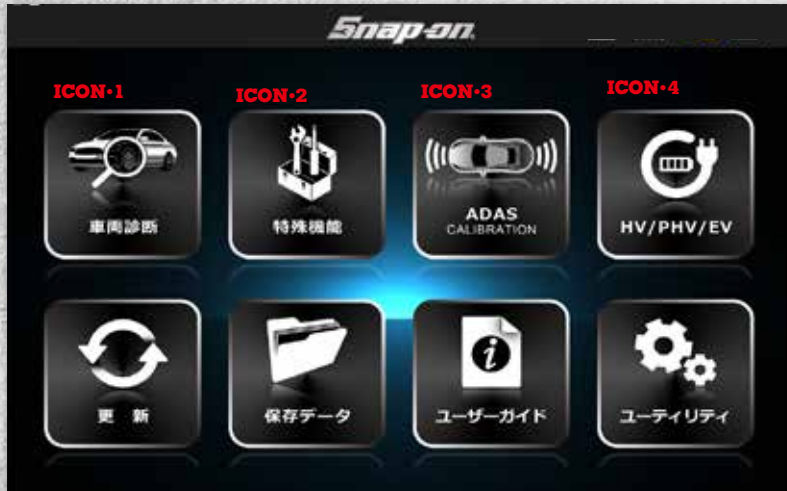 Snap-on.
ICON・1
ICON・2
ICON・3
ICON・4
車両診断
特殊機能
ADAS
CALIBRATION
HV/PHV/EV
更 新
保存データ
ユーザーガイド
ユーティリティ